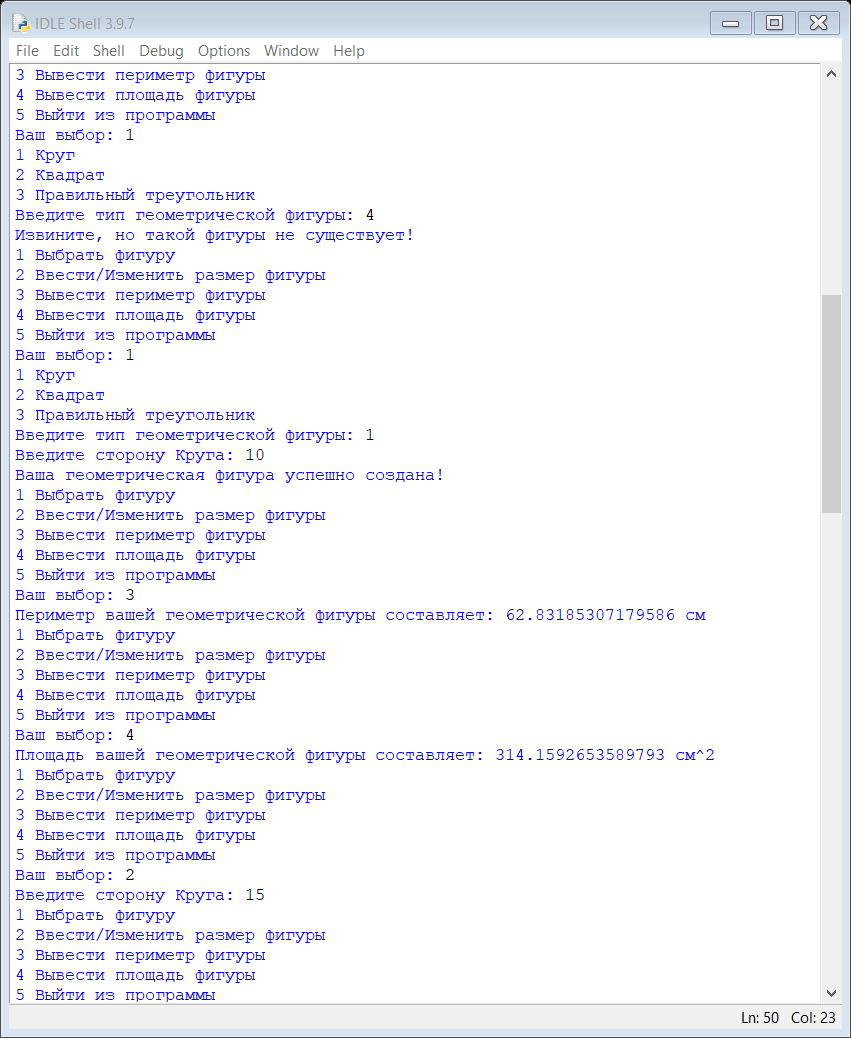 IDLE Shell 3.9.7
File Edit Shell Debug Options Window Help
3 Вывести периметр фигуры
4 Вывести площадь фигуры
5 Выйти из программы
Ваш выбор: 1
1 Круг
2 Квадрат
3 Правильный треугольник
Введите тип геометрической фигуры: 4
Извините, но такой фигуры не существует!
1 Выбрать фигуру
2 Ввести/Изменить размер фигуры
3 Вывести периметр фигуры
4 Вывести площадь фигуры
5 Выйти из программы
Ваш выбор: 1
1 Круг
2 Квадрат
3 Правильный треугольник
Введите тип геометрической фигуры: 1
Введите сторону Круга: 10
Ваша геометрическая фигура успешно создана!
1 Выбрать фигуру
2 Ввести/Изменить размер фигуры
3 Вывести периметр фигуры
4 Вывести площадь фигуры
5 Выйти из программы
Ваш выбор: 3
Периметр вашей геометрической фигуры составляет: 62.83185307179586 см
1 Выбрать фигуру
2 Ввести/Изменить размер фигуры
3 Вывести периметр фигуры
4 Вывести площадь фигуры
5 Выйти из программы
Ваш выбор: 4
Площадь вашей геометрической фигуры составляет: 314.1592653589793 см^2
1 Выбрать фигуру
2 Ввести/Изменить размер фигуры
3 Вывести периметр фигуры
4 Вывести площадь фигуры
5 Выйти из программы
Ваш выбор: 2
Введите сторону Круга: 15
1 Выбрать фигуру
2 Ввести/Изменить размер фигуры
3 Вывести периметр фигуры
4 Вывести площадь фигуры
5 Выйти из программы
Ln: 50 Col: 23